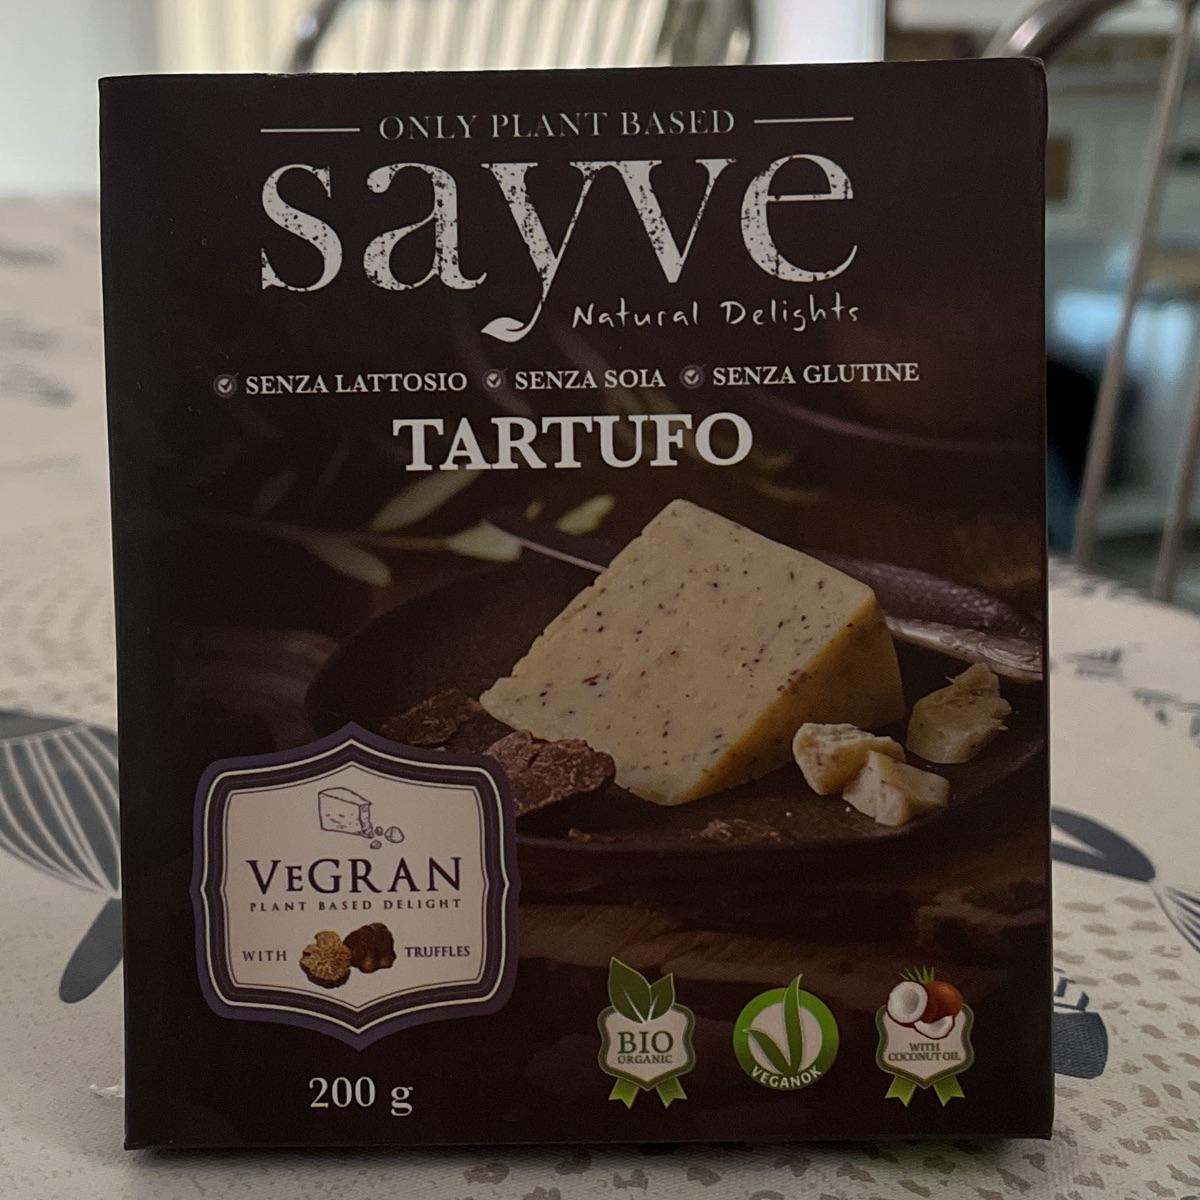 ONLY PLANT BASED
sayve
Natural Delights
SENZA LATTOSIO SENZA SOIA SENZA GLUTINE
TARTUFO
VEGRAN
PLANT BASED DELIGHT
WITH TRUFFLES
200 g
BIO
ORGANIC
VEGANOK
WITH
COCONUT OIL